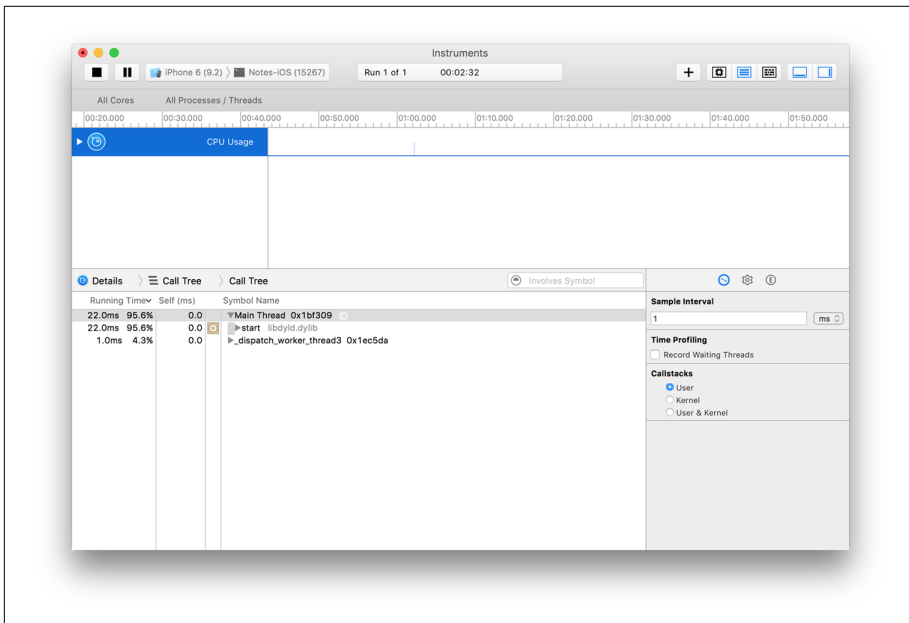 Instruments
iPhone 6 (9.2) Notes-iOS (15267) Run 1 of 1 00:02:32
All Cores All Processes / Threads
00:20.000 00:30.000 00:40.000 00:50.000 01:00.000 01:10.000 01:20.000 01:30.000 01:40.000 01:50.000
CPU Usage
Details Call Tree Call Tree Involves Symbol
Running Time Self (ms) Symbol Name
22.0ms 95.6% 0.0 Main Thread 0x1bf309
22.0ms 95.6% 0.0 start libdyld.dylib
1.0ms 4.3% 0.0 _dispatch_worker_thread3 0x1ec5da
Sample Interval
1 ms
Time Profiling
Record Waiting Threads
Callstacks
User
Kernel
User & Kernel